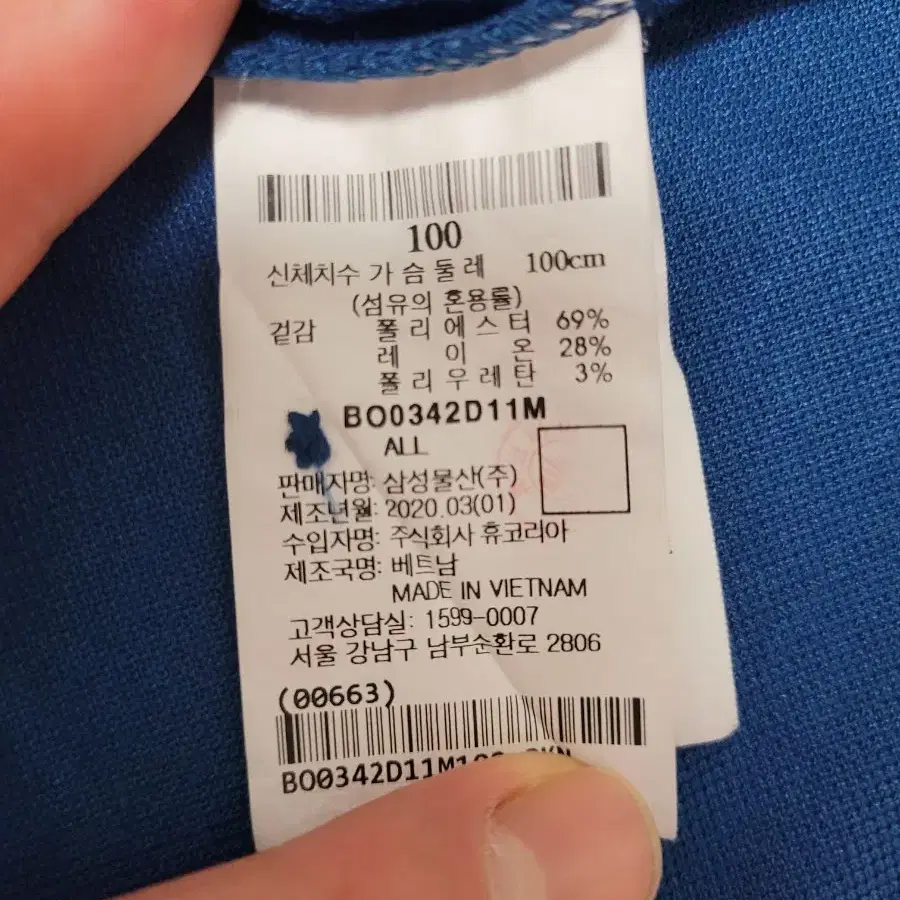 100
신체치수 가슴둘레 100cm
(섬유의 혼용률)
겉감 폴리에스터 69%
레이온 28%
폴리우레탄 3%
BO0342D11M
ALL
판매자명: 삼성물산(주)
제조년월: 2020.03(01)
수입자명: 주식회사 휴코리아
제조국명: 베트남
MADE IN VIETNAM
고객상담실: 1599-0007
서울 강남구 남부순환로 2806
(00663)
BO0342D11M